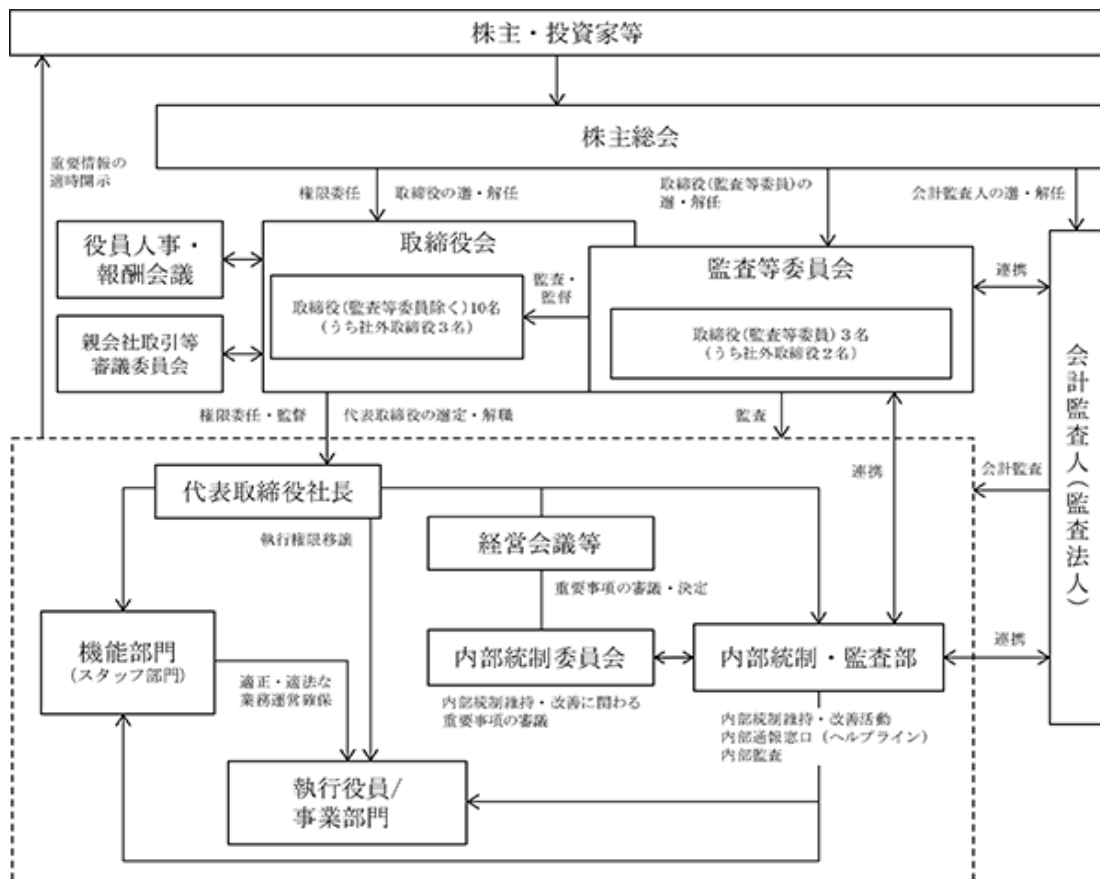 株主・投資家等
株主総会
重要情報の
適時開示
権限委任
取締役の選・解任
取締役(監査等委員)の
選・解任
会計監査人の選・解任
役員人事・
報酬会議
取締役会
監査等委員会
連携
監査・
監督
取締役(監査等委員除く)10名
(うち社外取締役3名)
取締役(監査等委員)3名
(うち社外取締役2名)
親会社取引等
審議委員会
会計監査人(監査法人)
権限委任・監督
代表取締役の選定・解職
監査
連携
会計監査
代表取締役社長
執行権限移譲
経営会議等
重要事項の審議・決定
機能部門
(スタッフ部門)
内部統制委員会
内部統制・監査部
連携
適正・適法な
業務運営確保
内部統制維持・改善に関わる
重要事項の審議
内部統制維持・改善活動
内部通報窓口(ヘルプライン)
内部監査
執行役員/
事業部門